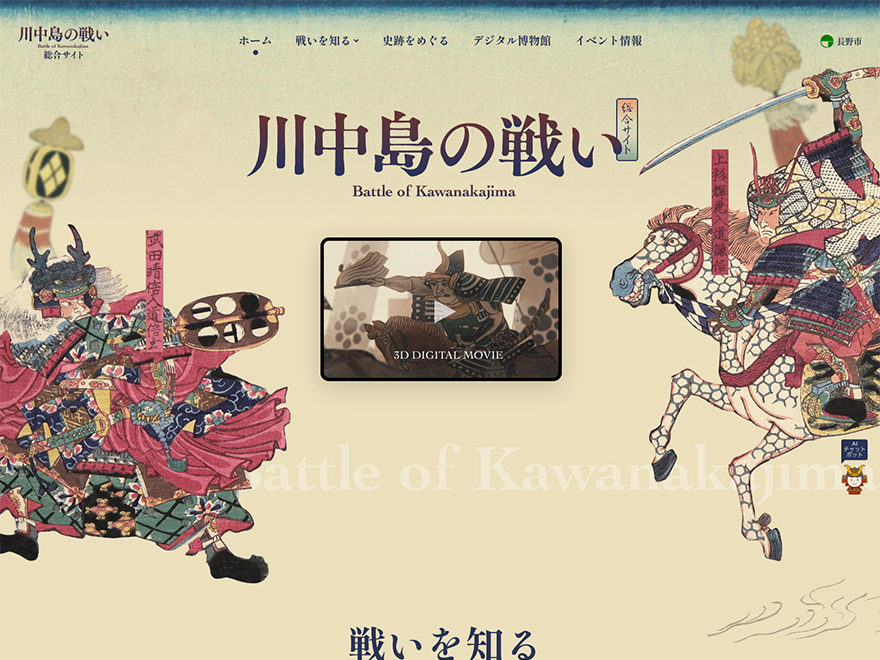 川中島の戦い
Battle of Kawanakajima
総合サイト
ホーム
戦いを知る
史跡をめぐる
デジタル博物館
イベント情報
長野市
川中島の戦い
総合サイト
Battle of Kawanakajima
上杉輝虎入道謙信
武田晴信入道信玄
3D DIGITAL MOVIE
AI
チャット
ボット
Battle of Kawanakajima
戦いを知る